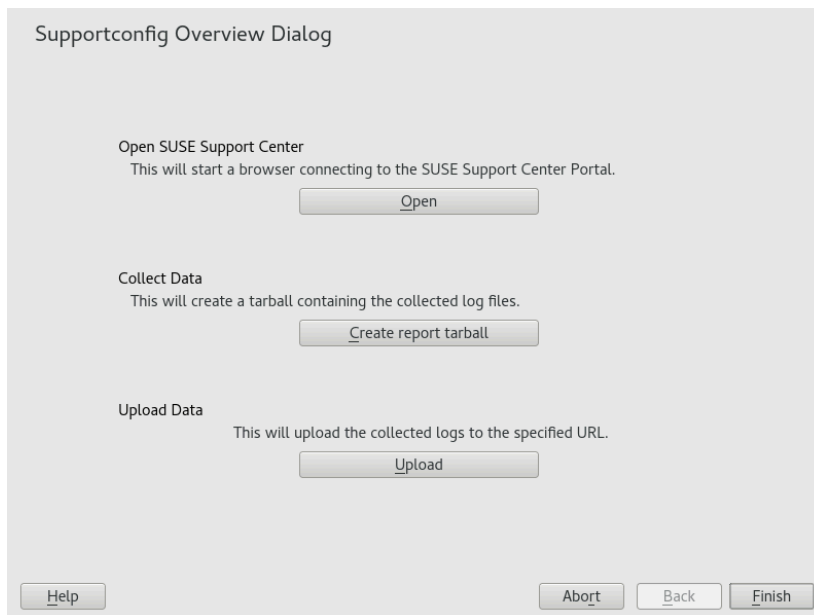 Supportconfig Overview Dialog
Open SUSE Support Center
This will start a browser connecting to the SUSE Support Center Portal.
Open
Collect Data
This will create a tarball containing the collected log files.
Create report tarball
Upload Data
This will upload the collected logs to the specified URL.
Upload
Help Abort Back Finish